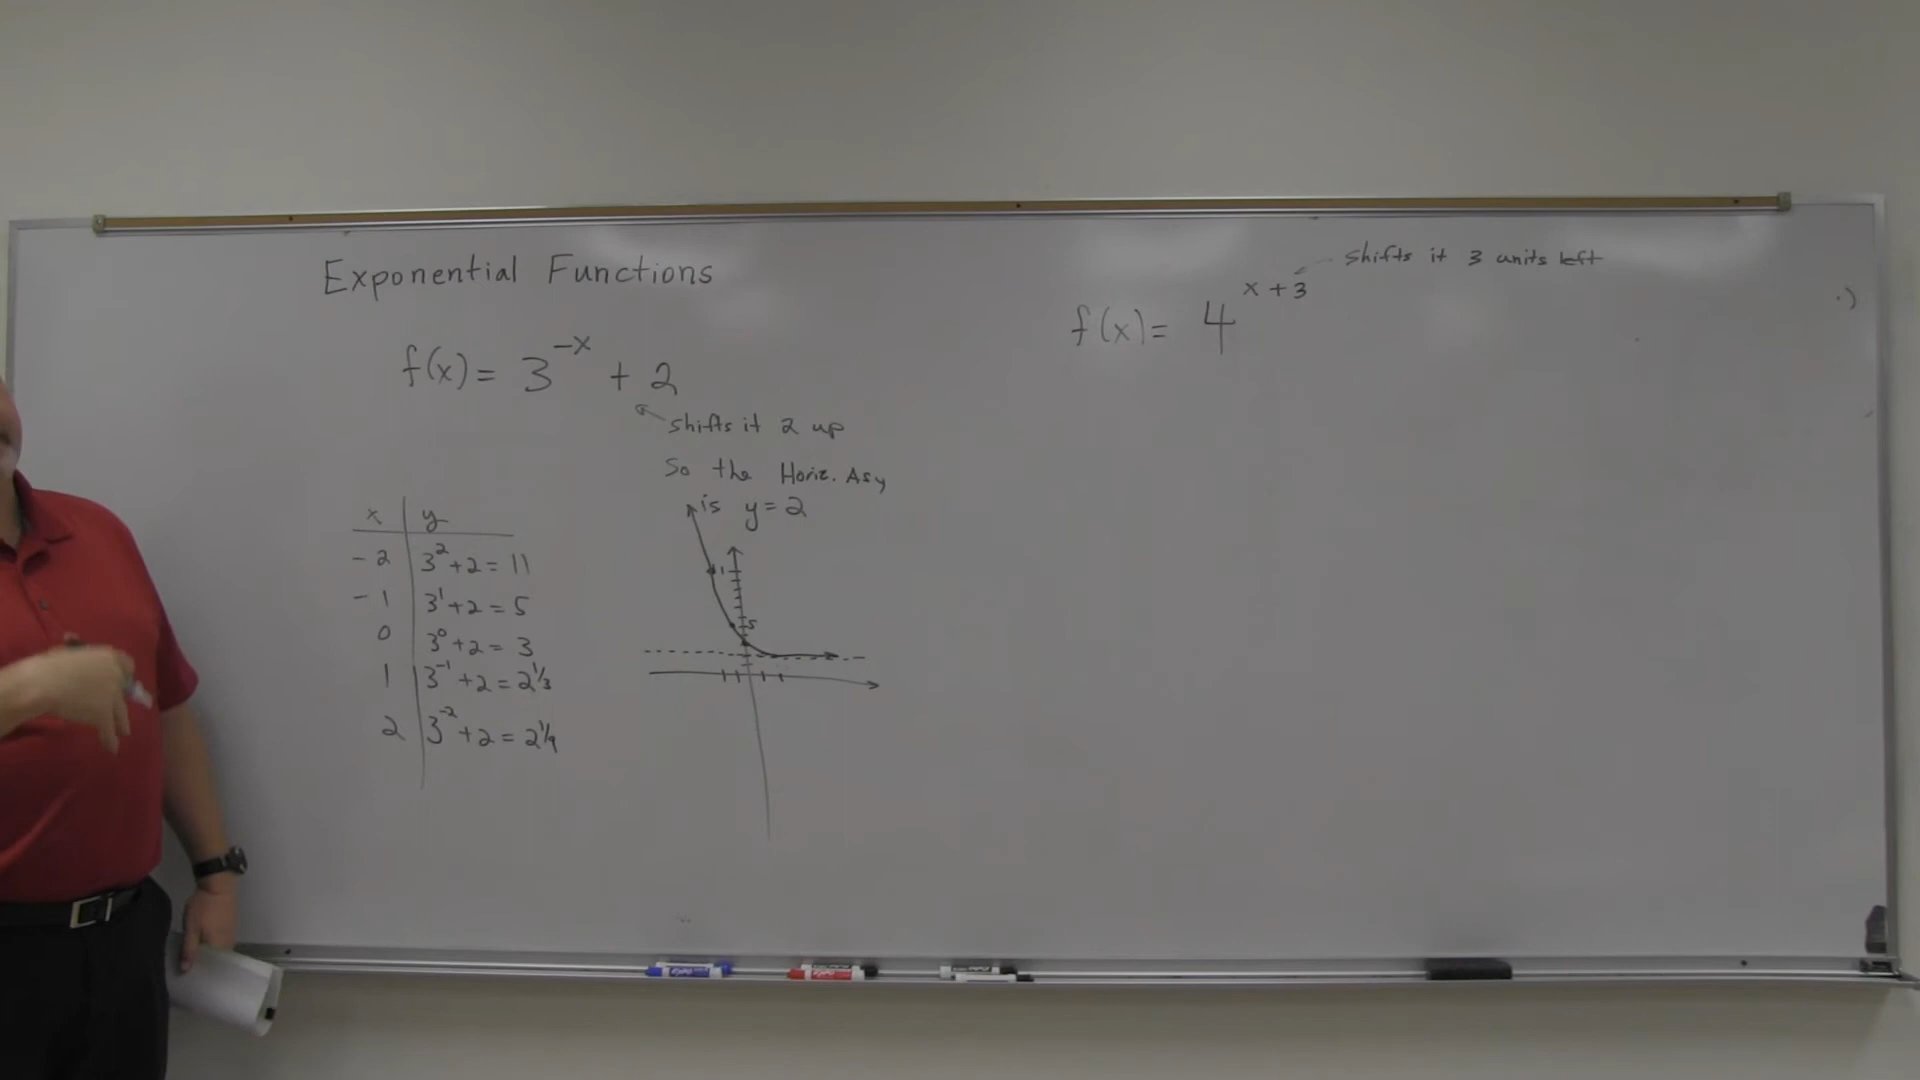 Exponential Functions
f(x) = 3^-x + 2
shifts it 2 up
So the Horiz. Asy
is y = 2
x y
-2 3^2 + 2 = 11
-1 3^1 + 2 = 5
0 3^0 + 2 = 3
1 3^-1 + 2 = 2 1/3
2 3^-2 + 2 = 2 1/9
5
shifts it 3 units left
f(x) = 4^x + 3